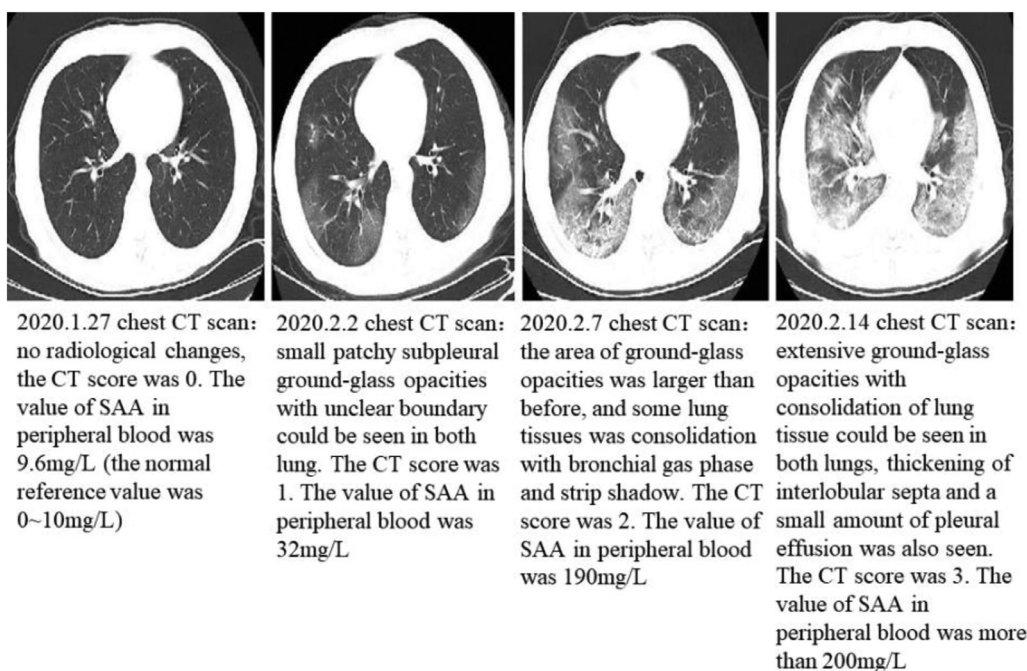 2020.1.27 chest CT scan:
no radiological changes,
the CT score was 0. The
value of SAA in
peripheral blood was
9.6mg/L (the normal
reference value was
0~10mg/L)
2020.2.2 chest CT scan:
small patchy subpleural
ground-glass opacities
with unclear boundary
could be seen in both
lung. The CT score was
1. The value of SAA in
peripheral blood was
32mg/L
2020.2.7 chest CT scan:
the area of ground-glass
opacities was larger than
before, and some lung
tissues was consolidation
with bronchial gas phase
and strip shadow. The CT
score was 2. The value of
SAA in peripheral blood
was 190mg/L
2020.2.14 chest CT scan:
extensive ground-glass
opacities with
consolidation of lung
tissue could be seen in
both lungs, thickening of
interlobular septa and a
small amount of pleural
effusion was also seen.
The CT score was 3. The
value of SAA in
peripheral blood was more
than 200mg/L